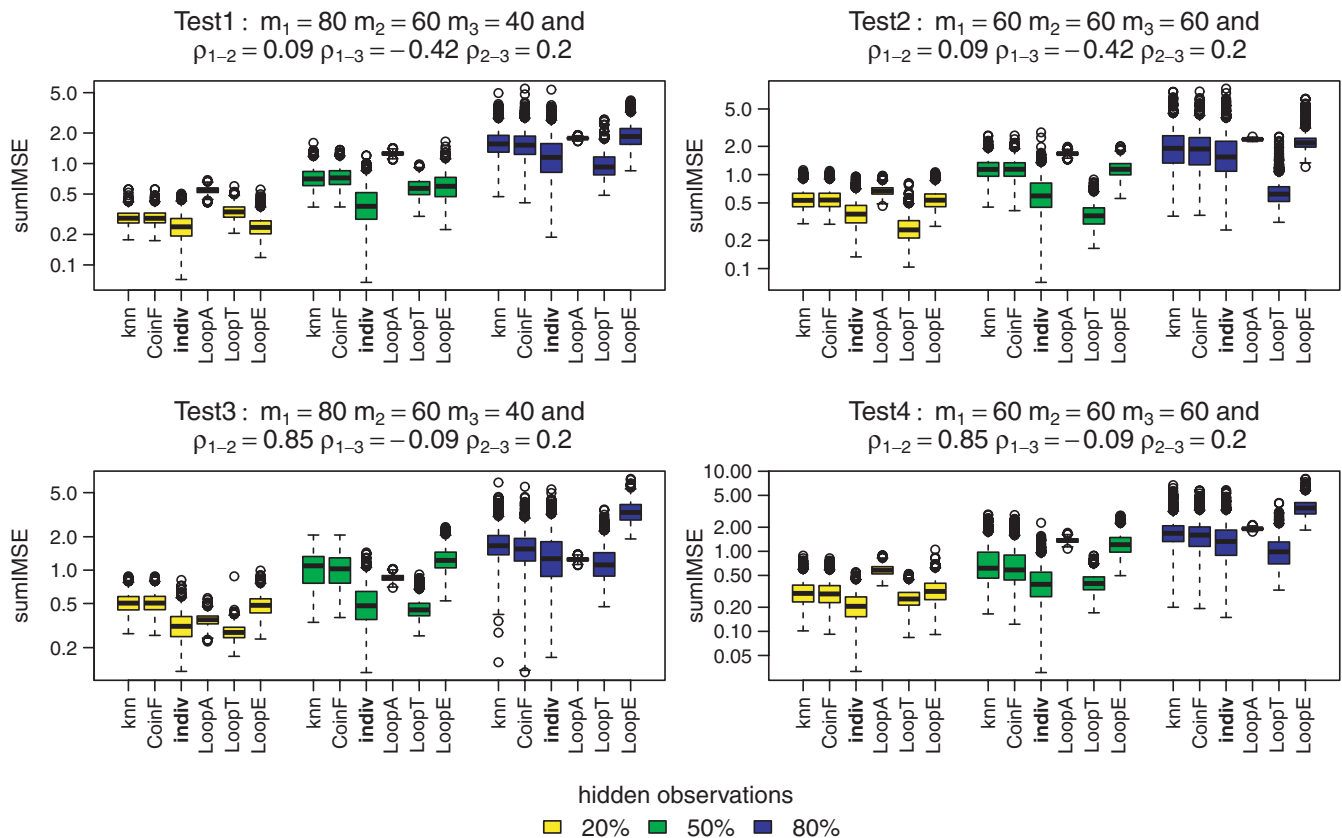 Test1 : m₁ = 80 m₂ = 60 m₃ = 40 and
ρ₁₋₂ = 0.09 ρ₁₋₃ = −0.42 ρ₂₋₃ = 0.2
sumIMSE
5.0
2.0
1.0
0.5
0.2
0.1
knn CoinF indiv LoopA LoopT LoopE knn CoinF indiv LoopA LoopT LoopE knn CoinF indiv LoopA LoopT LoopE
Test2 : m₁ = 60 m₂ = 60 m₃ = 60 and
ρ₁₋₂ = 0.09 ρ₁₋₃ = −0.42 ρ₂₋₃ = 0.2
sumIMSE
5.0
2.0
1.0
0.5
0.2
0.1
knn CoinF indiv LoopA LoopT LoopE knn CoinF indiv LoopA LoopT LoopE knn CoinF indiv LoopA LoopT LoopE
Test3 : m₁ = 80 m₂ = 60 m₃ = 40 and
ρ₁₋₂ = 0.85 ρ₁₋₃ = −0.09 ρ₂₋₃ = 0.2
sumIMSE
5.0
2.0
1.0
0.5
0.2
knn CoinF indiv LoopA LoopT LoopE knn CoinF indiv LoopA LoopT LoopE knn CoinF indiv LoopA LoopT LoopE
Test4 : m₁ = 60 m₂ = 60 m₃ = 60 and
ρ₁₋₂ = 0.85 ρ₁₋₃ = −0.09 ρ₂₋₃ = 0.2
sumIMSE
10.00
5.00
2.00
1.00
0.50
0.20
0.10
0.05
knn CoinF indiv LoopA LoopT LoopE knn CoinF indiv LoopA LoopT LoopE knn CoinF indiv LoopA LoopT LoopE
hidden observations
20% 50% 80%